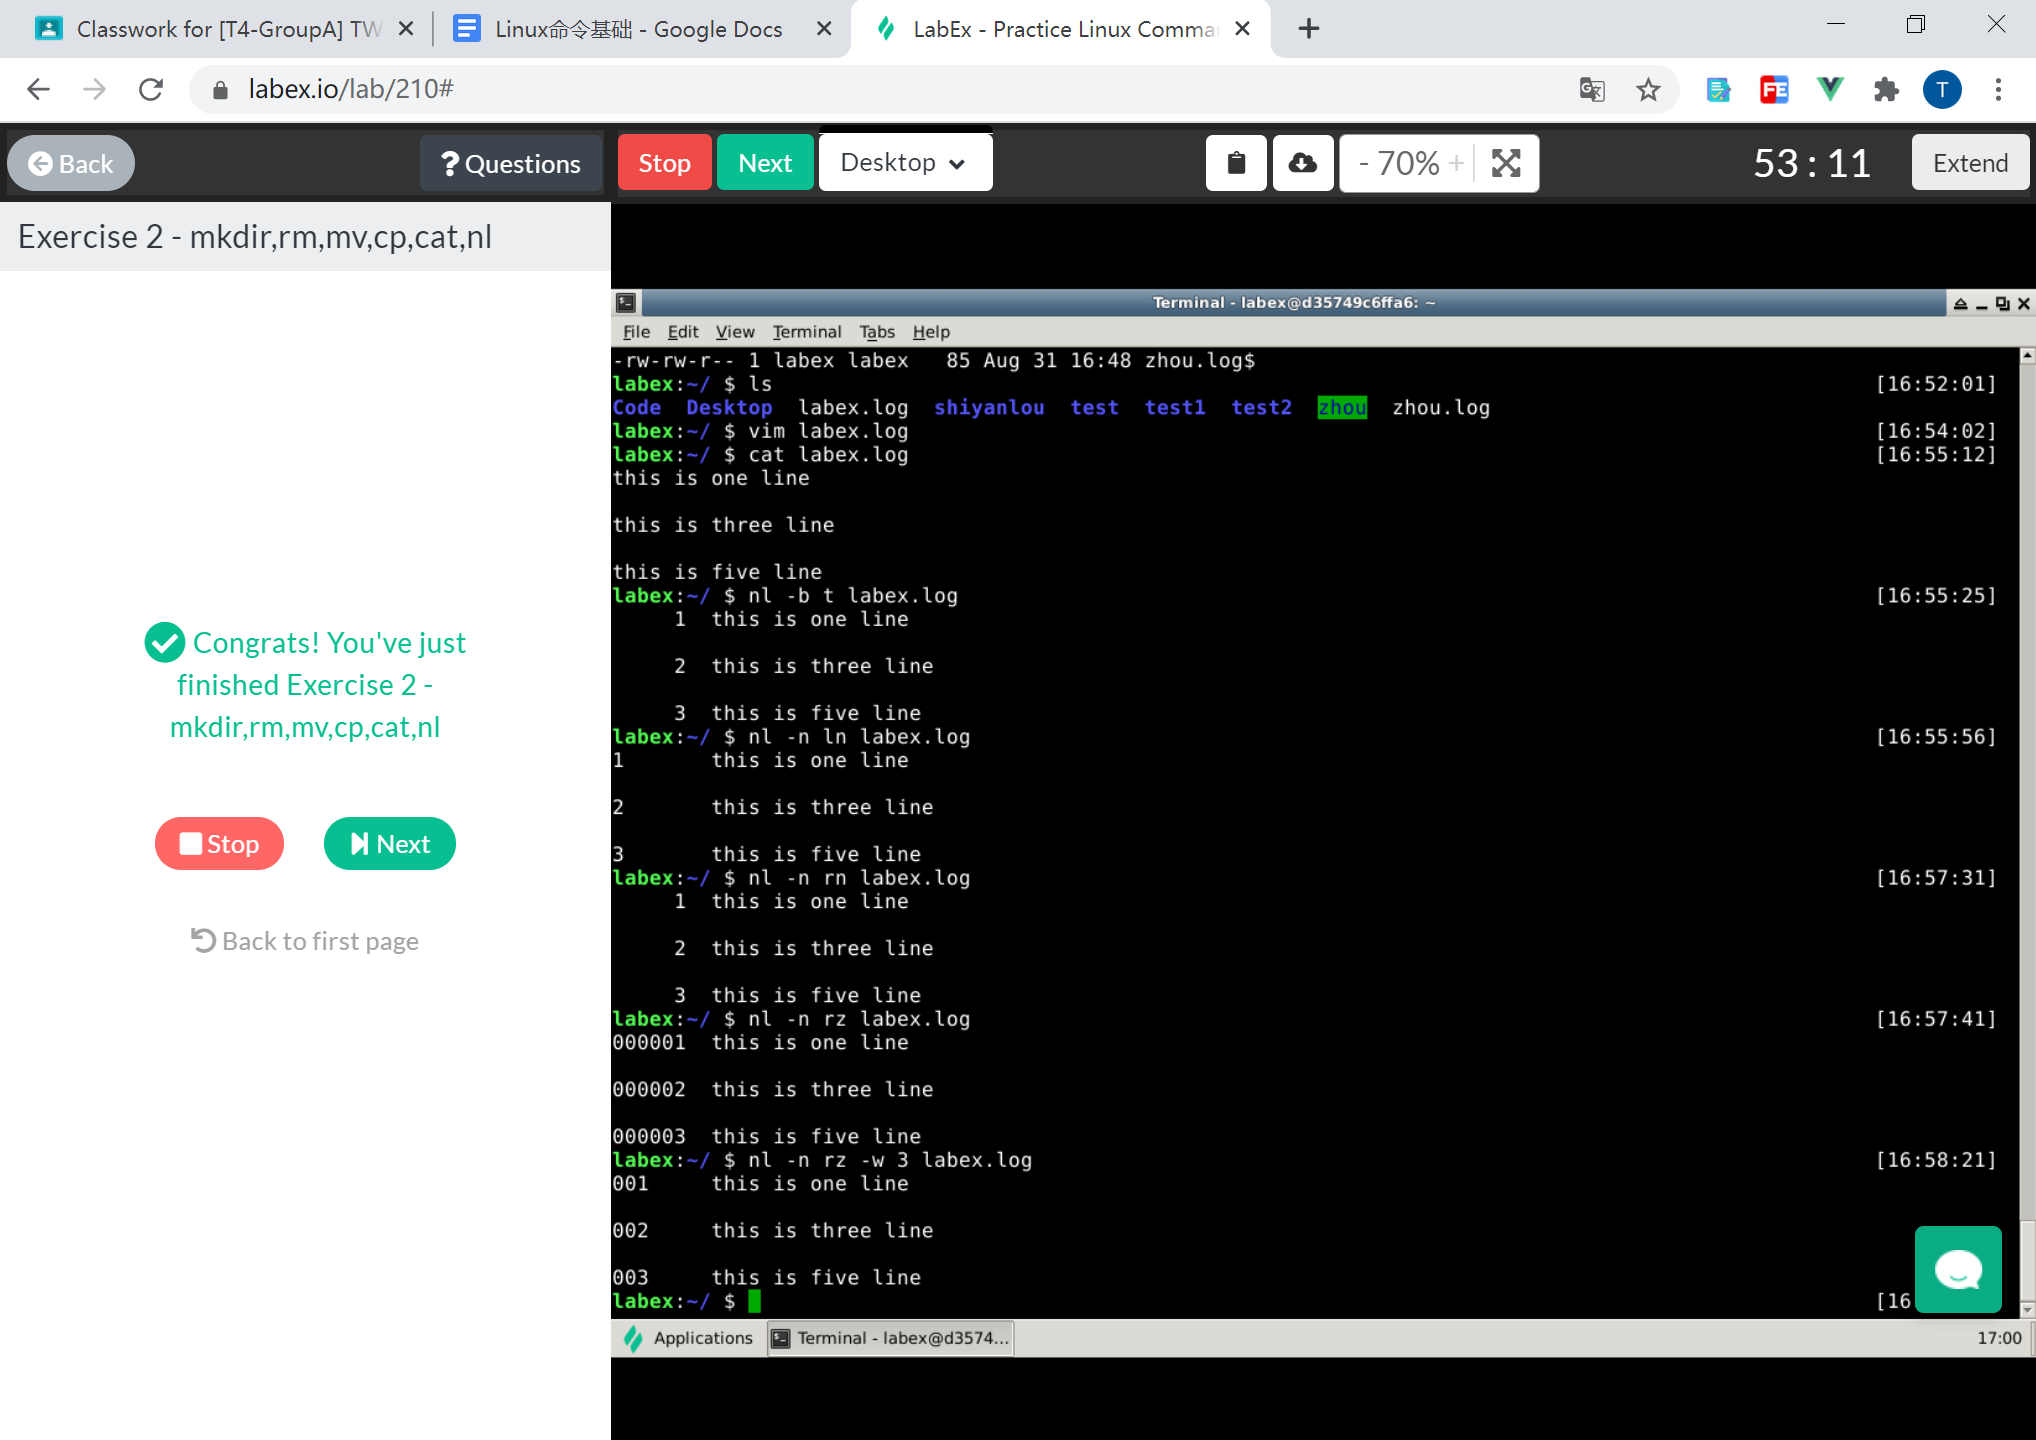 Classwork for [T4-GroupA] TW
Linux命令基础 - Google Docs
LabEx - Practice Linux Comma
labex.io/lab/210#
FE
T
Back
? Questions
Stop
Next
Desktop
- 70% +
53 : 11
Extend
Exercise 2 - mkdir,rm,mv,cp,cat,nl
Congrats! You've just
finished Exercise 2 -
mkdir,rm,mv,cp,cat,nl
Stop
Next
Back to first page
Terminal - labex@d35749c6ffa6: ~
File Edit View Terminal Tabs Help
-rw-rw-r-- 1 labex labex   85 Aug 31 16:48 zhou.log$
labex:~/ $ ls [16:52:01]
Code  Desktop  labex.log  shiyanlou  test  test1  test2  zhou  zhou.log
labex:~/ $ vim labex.log [16:54:02]
labex:~/ $ cat labex.log [16:55:12]
this is one line
this is three line
this is five line
labex:~/ $ nl -b t labex.log [16:55:25]
     1  this is one line
     2  this is three line
     3  this is five line
labex:~/ $ nl -n ln labex.log [16:55:56]
1       this is one line
2       this is three line
3       this is five line
labex:~/ $ nl -n rn labex.log [16:57:31]
     1  this is one line
     2  this is three line
     3  this is five line
labex:~/ $ nl -n rz labex.log [16:57:41]
000001  this is one line
000002  this is three line
000003  this is five line
labex:~/ $ nl -n rz -w 3 labex.log [16:58:21]
001     this is one line
002     this is three line
003     this is five line
labex:~/ $ [16
Applications
Terminal - labex@d3574...
17:00